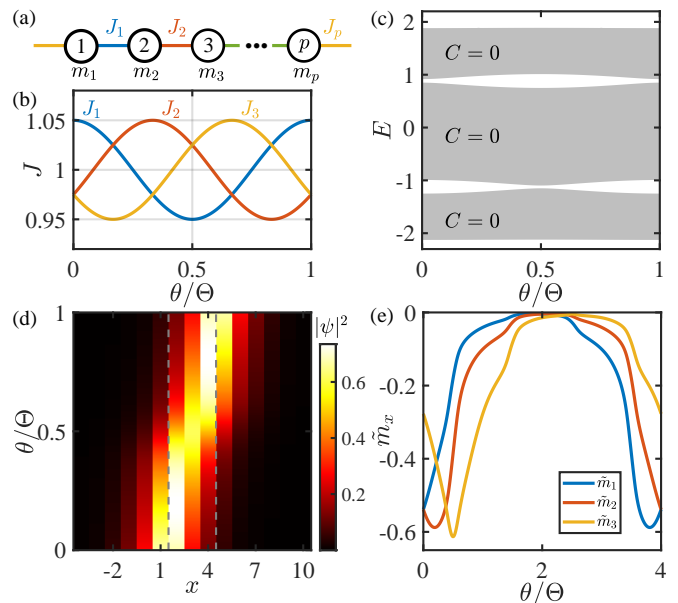 (a)
J₁ J₂ J_p
1 2 3 ••• p
m₁ m₂ m₃ m_p
(b)
J₁ J₂ J₃
1.05
1
0.95
J
0 0.5 1
θ/Θ
(c)
2
1
0
-1
-2
E
C = 0
C = 0
C = 0
0 0.5 1
θ/Θ
(d)
1
0.5
0
θ/Θ
-2 1 4 7 10
x
|ψ|²
0.6
0.4
0.2
(e)
0
-0.2
-0.4
-0.6
m̃ₓ
m̃₁
m̃₂
m̃₃
0 2 4
θ/Θ